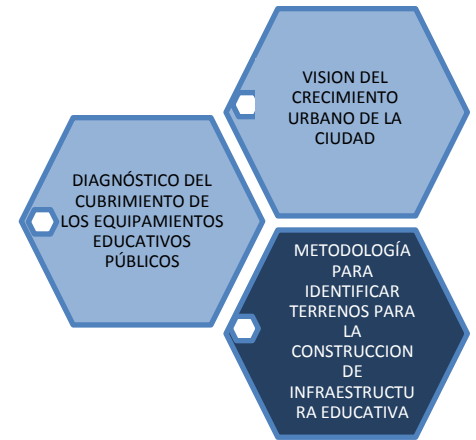 VISION DEL
CRECIMIENTO
URBANO DE LA
CIUDAD
DIAGNÓSTICO DEL
CUBRIMIENTO DE
LOS EQUIPAMIENTOS
EDUCATIVOS
PÚBLICOS
METODOLOGÍA
PARA
IDENTIFICAR
TERRENOS PARA
LA
CONSTRUCCION
DE
INFRAESTRUCTU
RA EDUCATIVA